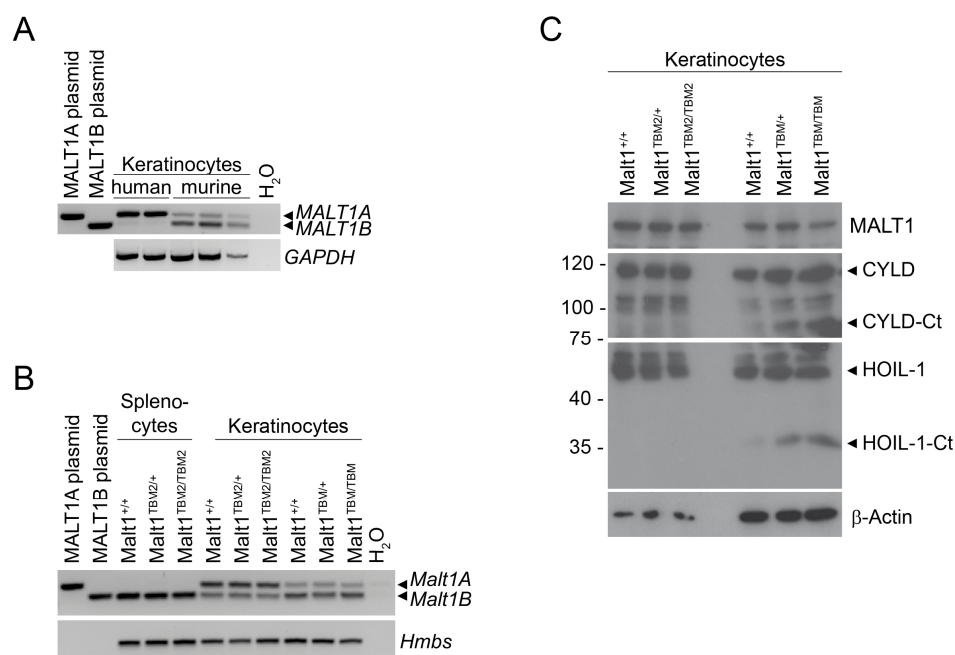 A
MALT1A plasmid
MALT1B plasmid
Keratinocytes
human murine
H2O
MALT1A
MALT1B
GAPDH
B
MALT1A plasmid
MALT1B plasmid
Spleno-
cytes
Keratinocytes
Malt1+/+
Malt1TBM2/+
Malt1TBM2/TBM2
Malt1+/+
Malt1TBM2/+
Malt1TBM2/TBM2
Malt1+/+
Malt1TBW/+
Malt1TBW/TBM
H2O
Malt1A
Malt1B
Hmbs
C
Keratinocytes
Malt1+/+
Malt1TBM2/+
Malt1TBM2/TBM2
Malt1+/+
Malt1TBM/+
Malt1TBM/TBM
MALT1
120 -
CYLD
100 -
CYLD-Ct
75 -
HOIL-1
40 -
35 -
HOIL-1-Ct
β-Actin